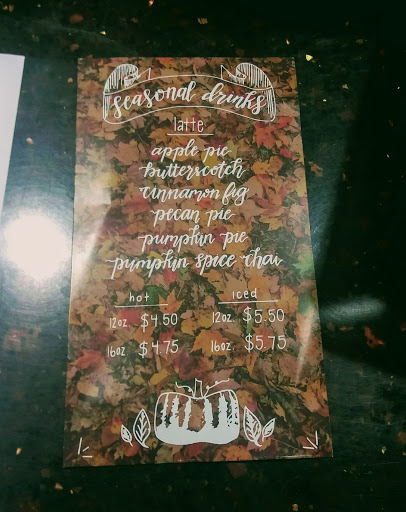 seasonal drinks
latte
apple pie
butterscotch
cinnamon fig
pecan pie
pumpkin pie
pumpkin spice chai
hot iced
12oz. $4.50 12oz. $5.50
16oz. $4.75 16oz. $5.75